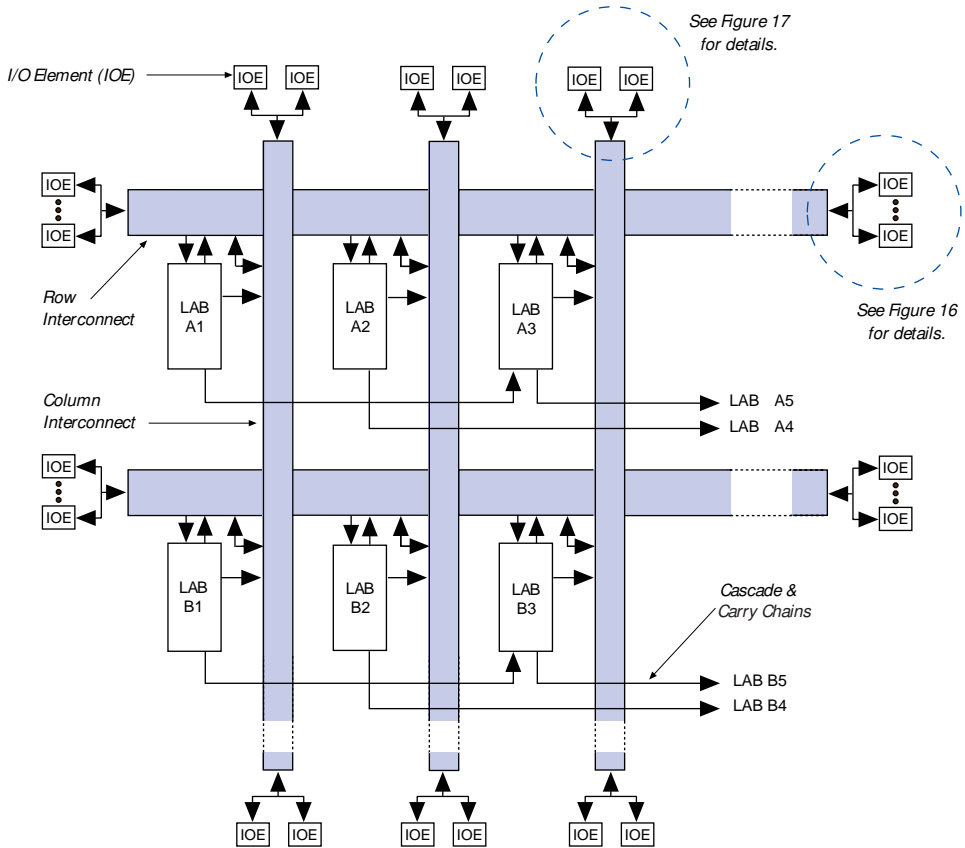 See Figure 17
for details.
I/O Element (IOE)
IOE
IOE
IOE
IOE
IOE
IOE
IOE
IOE
IOE
IOE
Row
Interconnect
LAB
A1
LAB
A2
LAB
A3
See Figure 16
for details.
Column
Interconnect
LAB A5
LAB A4
IOE
IOE
IOE
IOE
LAB
B1
LAB
B2
LAB
B3
Cascade &
Carry Chains
LAB B5
LAB B4
IOE
IOE
IOE
IOE
IOE
IOE